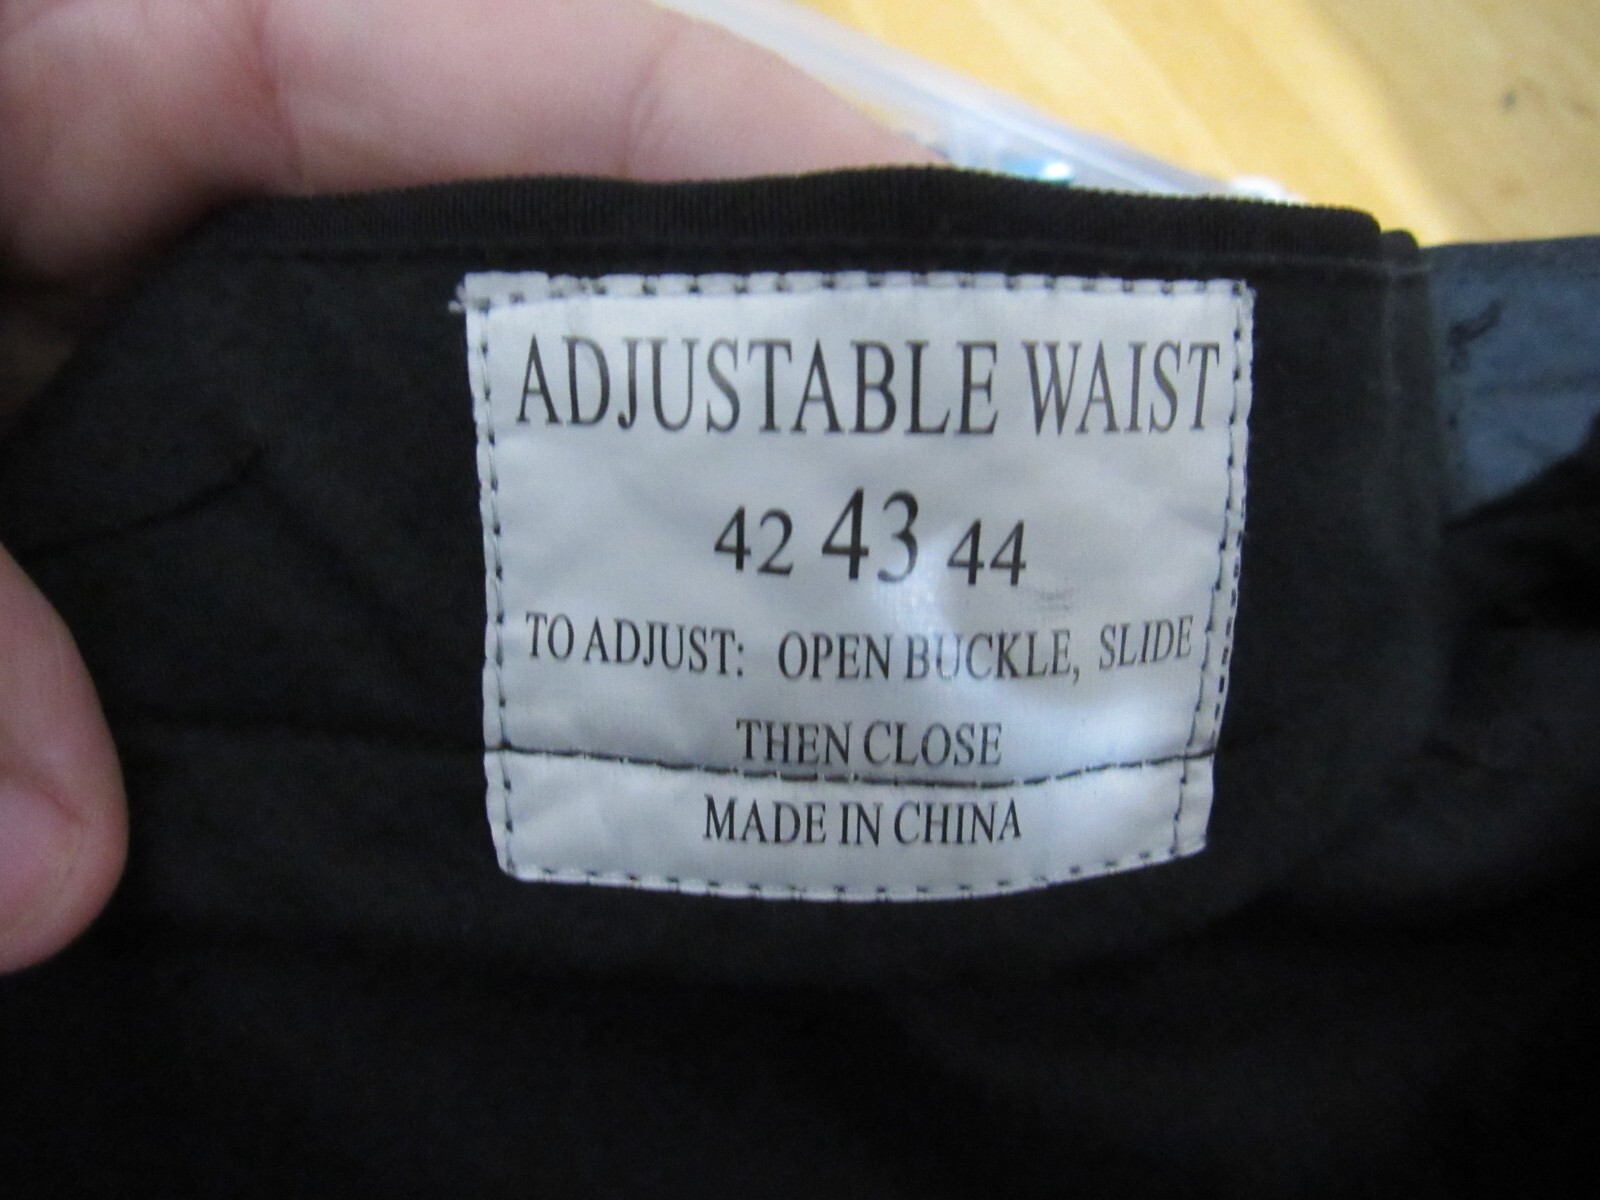 ADJUSTABLE WAIST
42 43 44
TO ADJUST: OPEN BUCKLE, SLIDE
THEN CLOSE
MADE IN CHINA